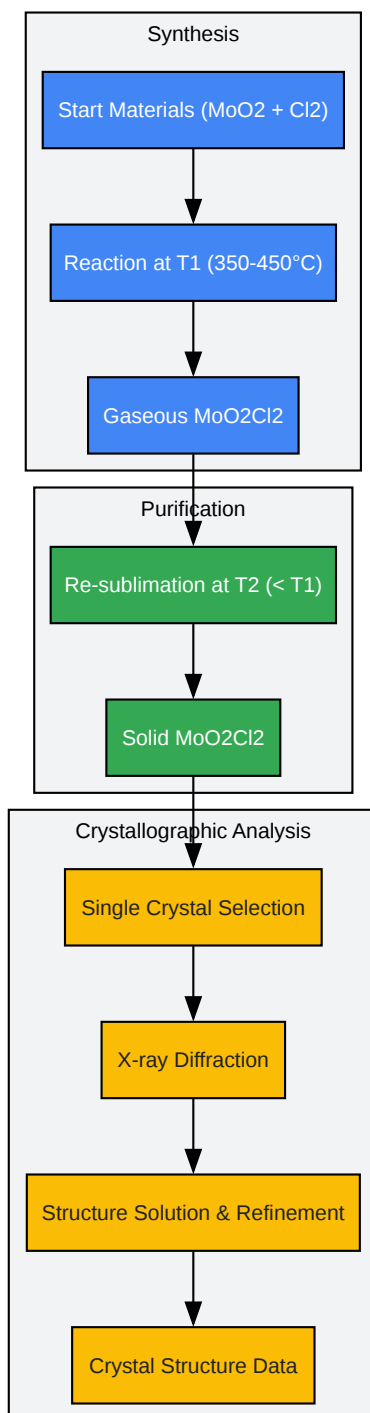 Synthesis
Start Materials (MoO2 + Cl2)
Reaction at T1 (350-450°C)
Gaseous MoO2Cl2
Purification
Re-sublimation at T2 (< T1)
Solid MoO2Cl2
Crystallographic Analysis
Single Crystal Selection
X-ray Diffraction
Structure Solution & Refinement
Crystal Structure Data